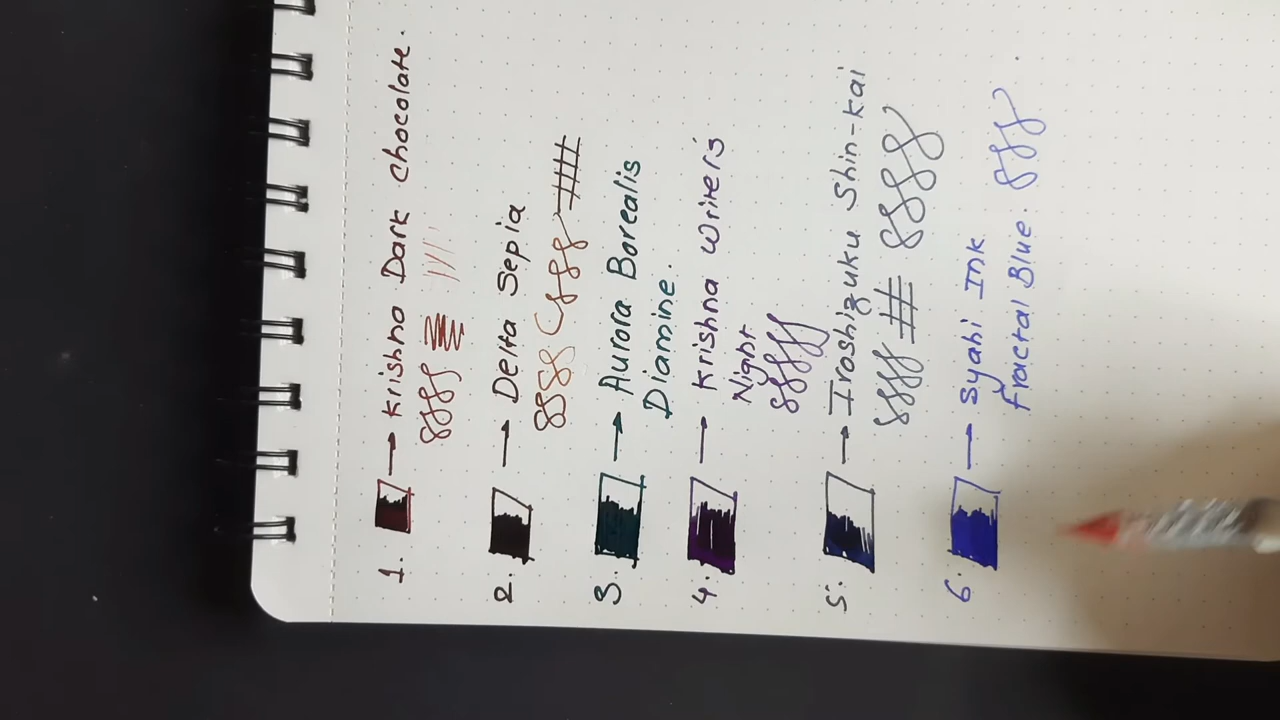 1. → Krishna Dark chocolate.
2. → Delta Sepia
3. → Aurora Borealis
Diamine.
4. → Krishna Writer's
Night
5. → Iroshizuku Shin-kai
6. → Syahi Ink
fractal Blue.